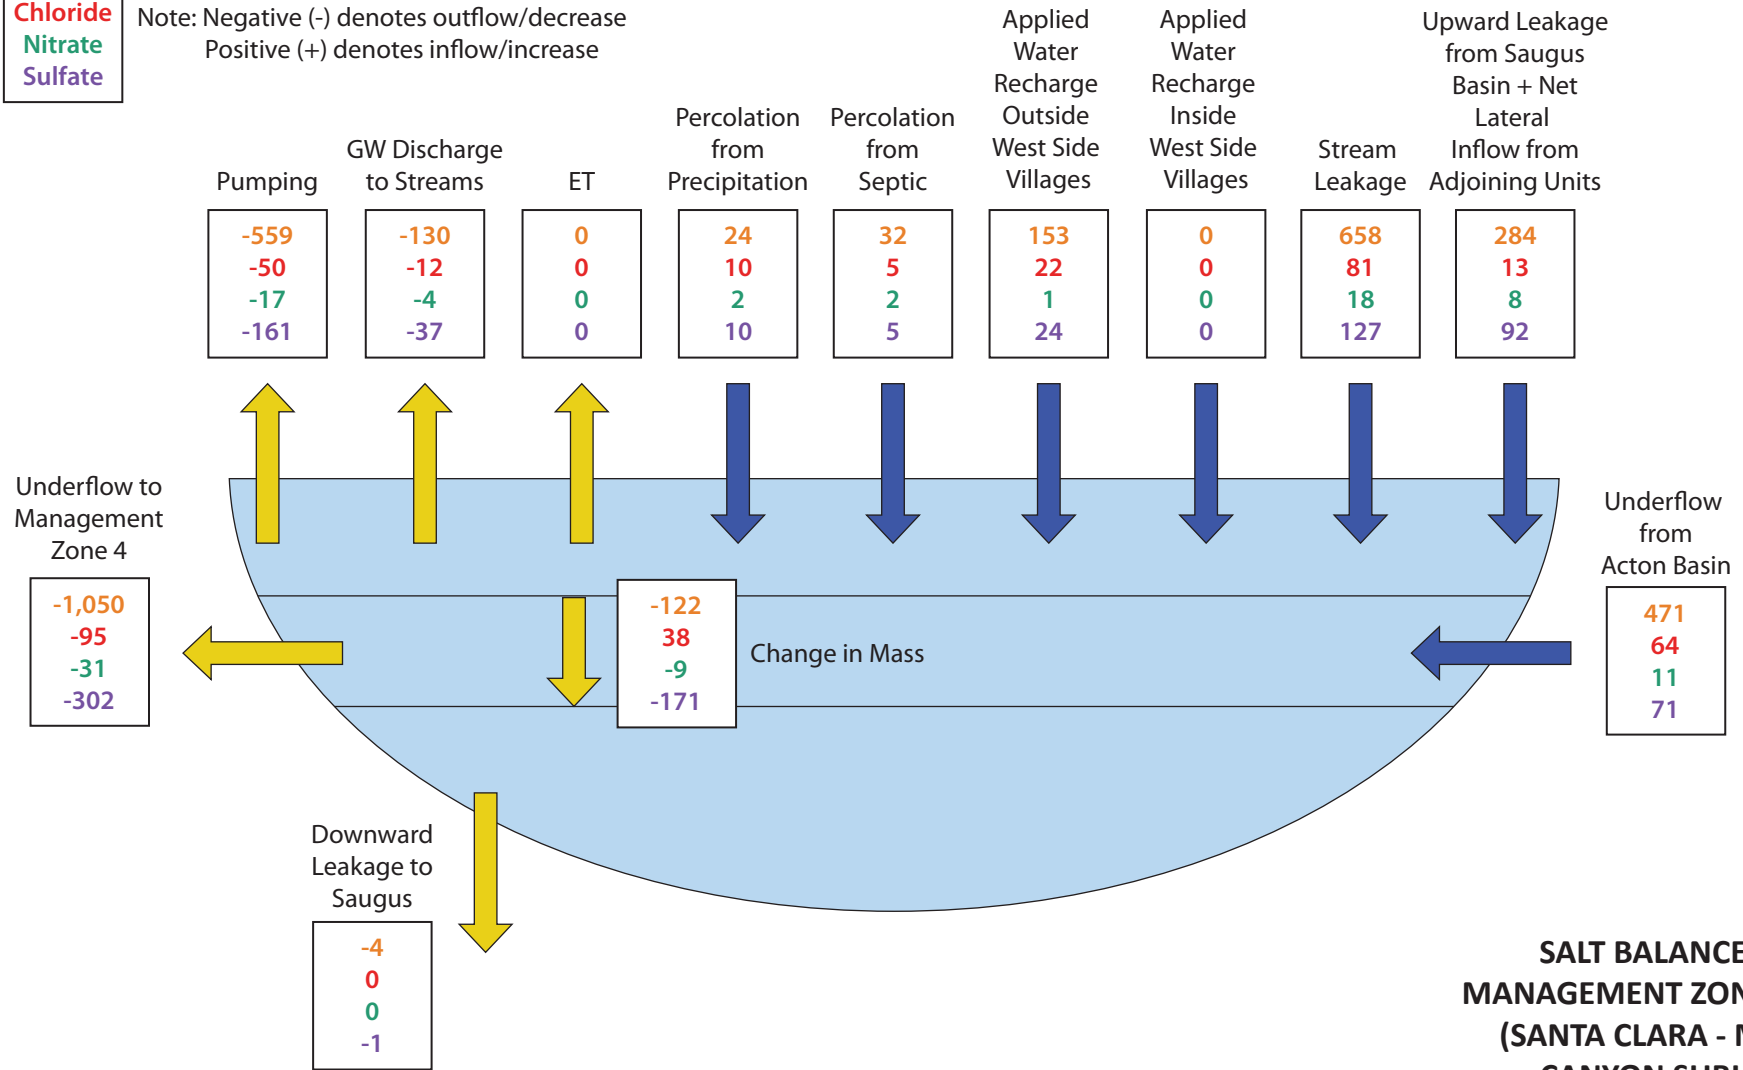 Chloride
Nitrate
Sulfate
Note: Negative (-) denotes outflow/decrease
Positive (+) denotes inflow/increase
Pumping
-559
-50
-17
-161
GW Discharge
to Streams
-130
-12
-4
-37
ET
0
0
0
0
Percolation
from
Precipitation
24
10
2
10
Percolation
from
Septic
32
5
2
5
Applied
Water
Recharge
Outside
West Side
Villages
153
22
1
24
Applied
Water
Recharge
Inside
West Side
Villages
0
0
0
0
Stream
Leakage
658
81
18
127
Upward Leakage
from Saugus
Basin + Net
Lateral
Inflow from
Adjoining Units
284
13
8
92
Underflow to
Management
Zone 4
-1,050
-95
-31
-302
-122
38
-9
-171
Change in Mass
Underflow
from
Acton Basin
471
64
11
71
Downward
Leakage to
Saugus
-4
0
0
-1
SALT BALANCE
MANAGEMENT ZON
(SANTA CLARA -
CANYON